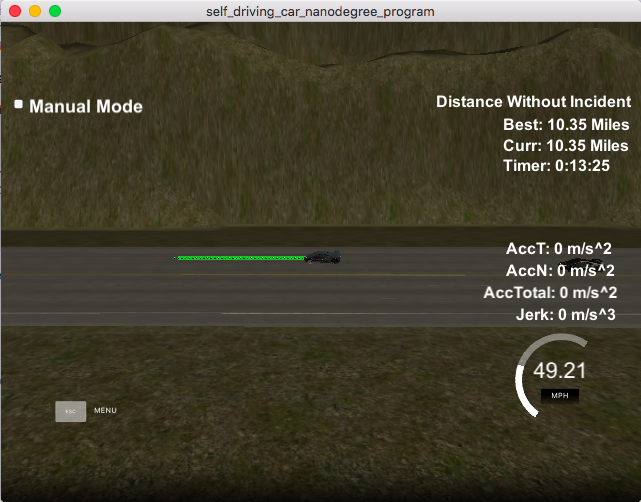 self_driving_car_nanodegree_program
Manual Mode
Distance Without Incident
Best: 10.35 Miles
Curr: 10.35 Miles
Timer: 0:13:25
AccT: 0 m/s^2
AccN: 0 m/s^2
AccTotal: 0 m/s^2
Jerk: 0 m/s^3
49.21
MPH
ESC MENU